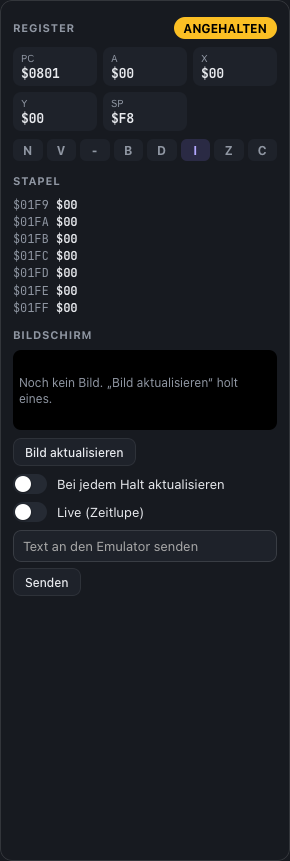 REGISTER ANGEHALTEN
PC A X
$0801 $00 $00
Y SP
$00 $F8
N V - B D I Z C
STAPEL
$01F9 $00
$01FA $00
$01FB $00
$01FC $00
$01FD $00
$01FE $00
$01FF $00
BILDSCHIRM
Noch kein Bild. „Bild aktualisieren“ holt
eines.
Bild aktualisieren
Bei jedem Halt aktualisieren
Live (Zeitlupe)
Text an den Emulator senden
Senden